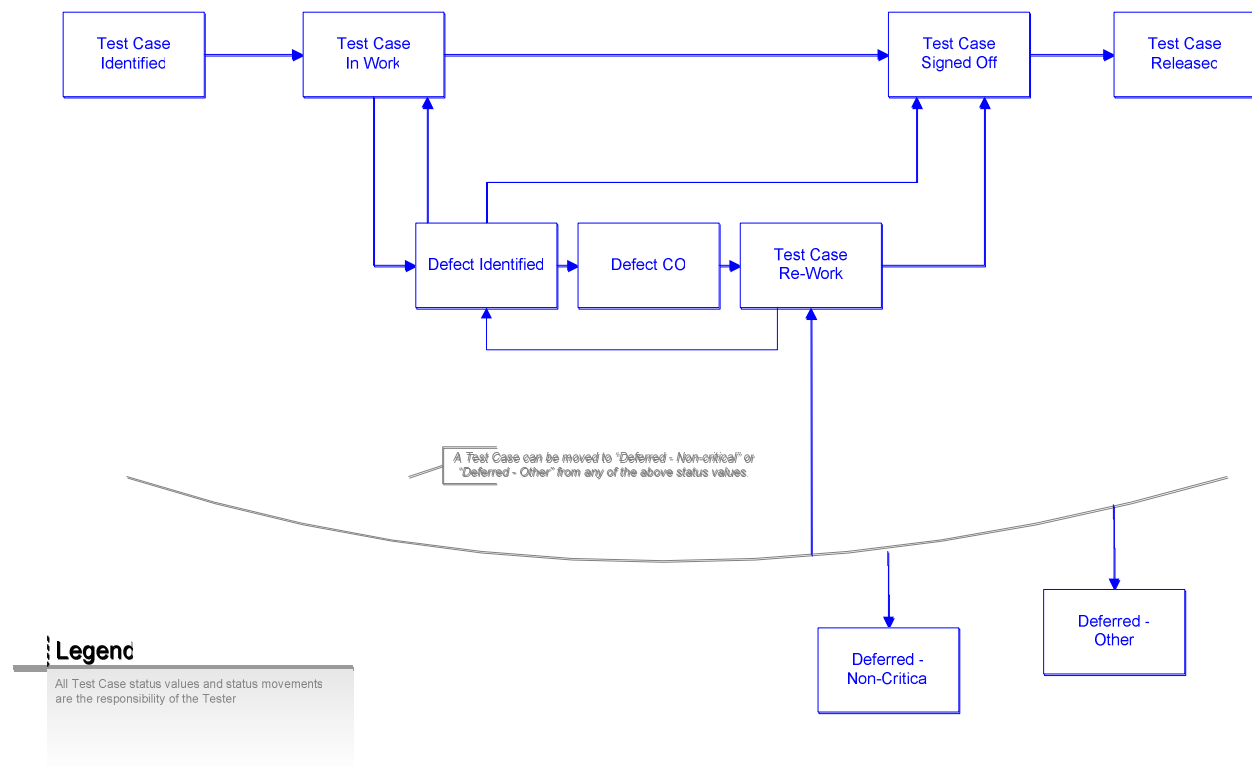 Test Case
Identified
Test Case
In Work
Test Case
Signed Off
Test Case
Released
Defect Identified
Defect CO
Test Case
Re-Work
A Test Case can be moved to “Deferred - Non-critical” or
“Deferred - Other” from any of the above status values.
Deferred -
Other
Deferred -
Non-Critica
Legend
All Test Case status values and status movements
are the responsibility of the Tester